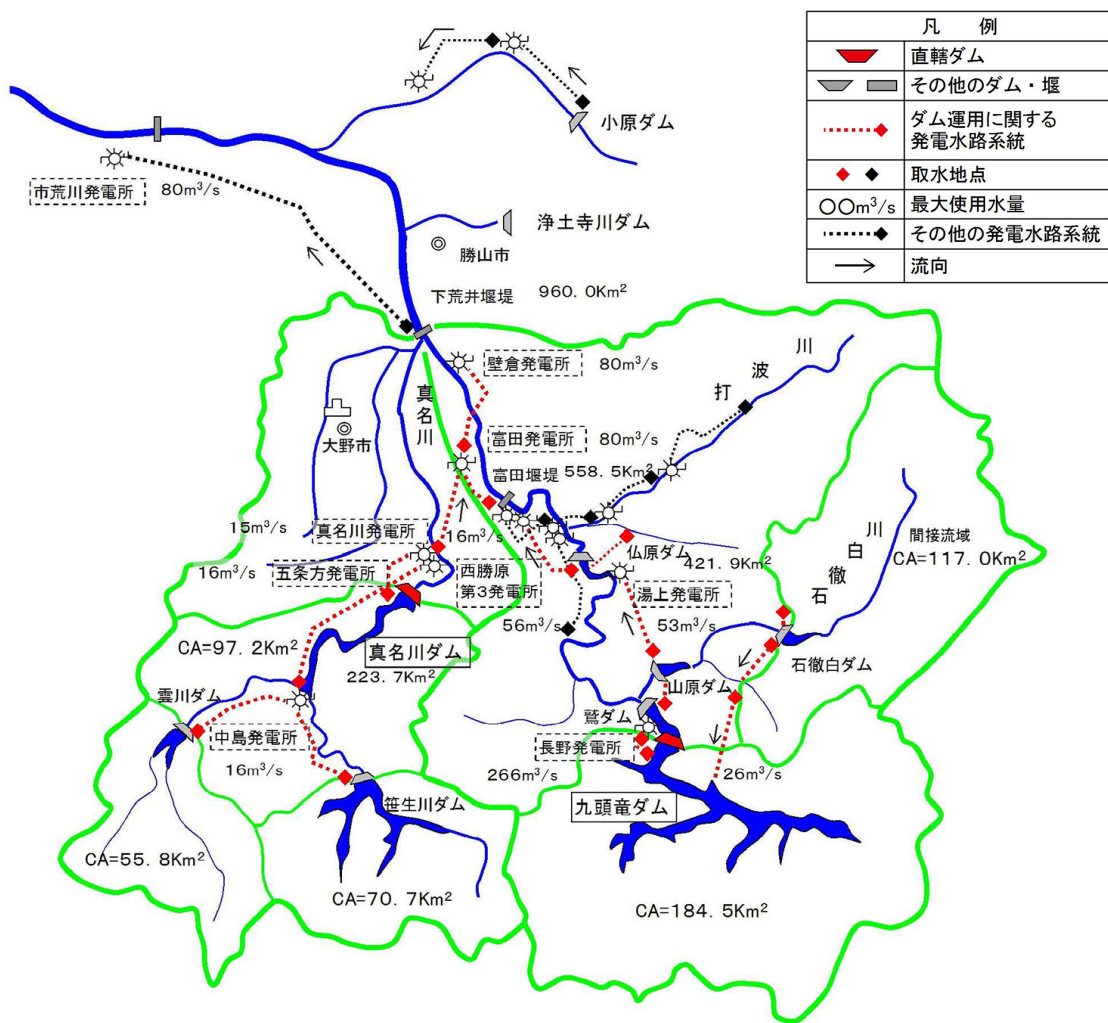 凡 例
直轄ダム
その他のダム・堰
ダム運用に関する
発電水路系統
取水地点
○○m³/s 最大使用水量
その他の発電水路系統
流向
小原ダム
市荒川発電所 80m³/s
浄土寺川ダム
勝山市
下荒井堰堤 960.0Km²
壁倉発電所 80m³/s
打波川
真名川
大野市
富田発電所 80m³/s
富田堰堤 558.5Km²
15m³/s 真名川発電所 16m³/s
16m³/s 五条方発電所
西勝原
第3発電所
56m³/s
仏原ダム
421.9Km²
湯上発電所
53m³/s
石徹白川
間接流域
CA=117.0Km²
石徹白ダム
CA=97.2Km²
真名川ダム
223.7Km²
雲川ダム
中島発電所
16m³/s
山原ダム
鷲ダム
長野発電所
266m³/s
26m³/s
九頭竜ダム
笹生川ダム
CA=55.8Km²
CA=70.7Km²
CA=184.5Km²